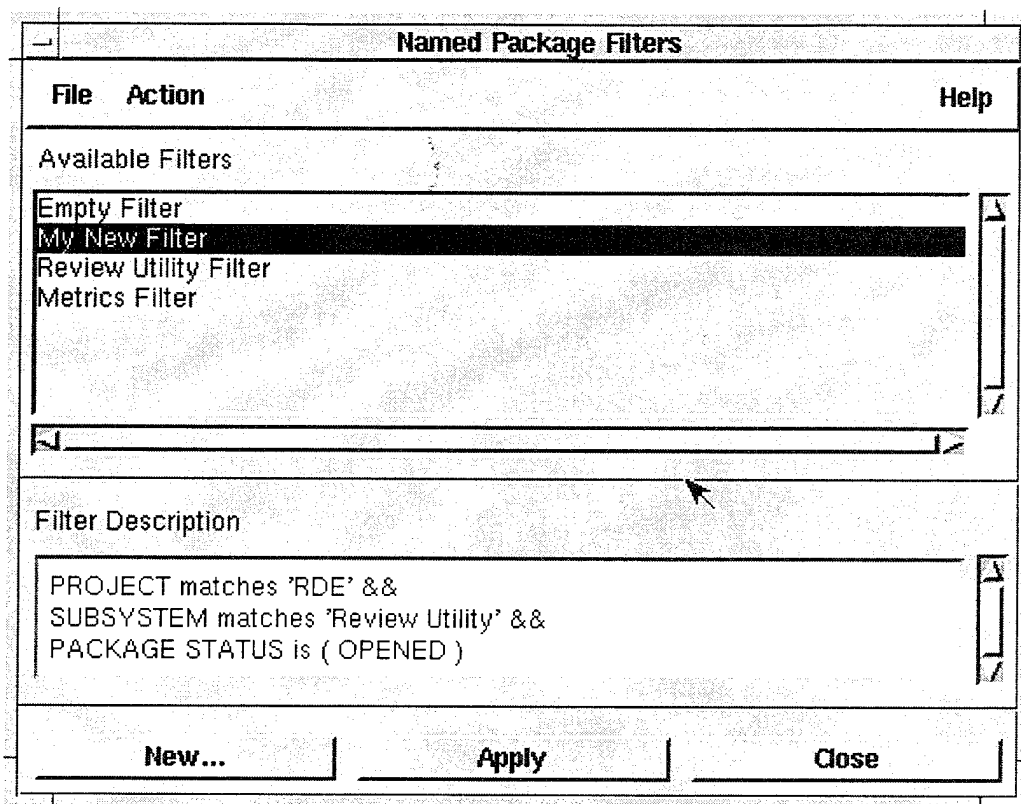 Named Package Filters
File Action Help
Available Filters
Empty Filter
My New Filter
Review Utility Filter
Metrics Filter
Filter Description
PROJECT matches 'RDE' &&
SUBSYSTEM matches 'Review Utility' &&
PACKAGE STATUS is ( OPENED )
New... Apply Close